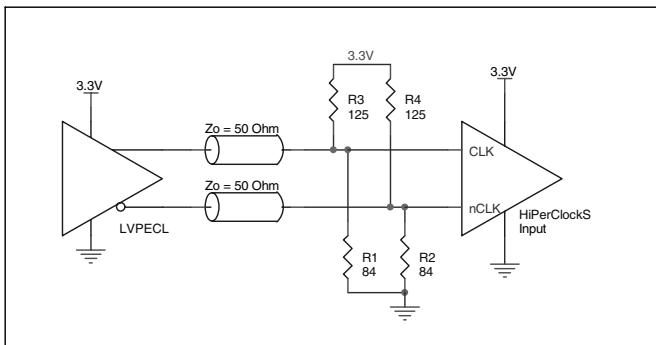 3.3V
3.3V
3.3V
R3
125
R4
125
Zo = 50 Ohm
CLK
Zo = 50 Ohm
nCLK
HiPerClockS
Input
LVPECL
R1
84
R2
84